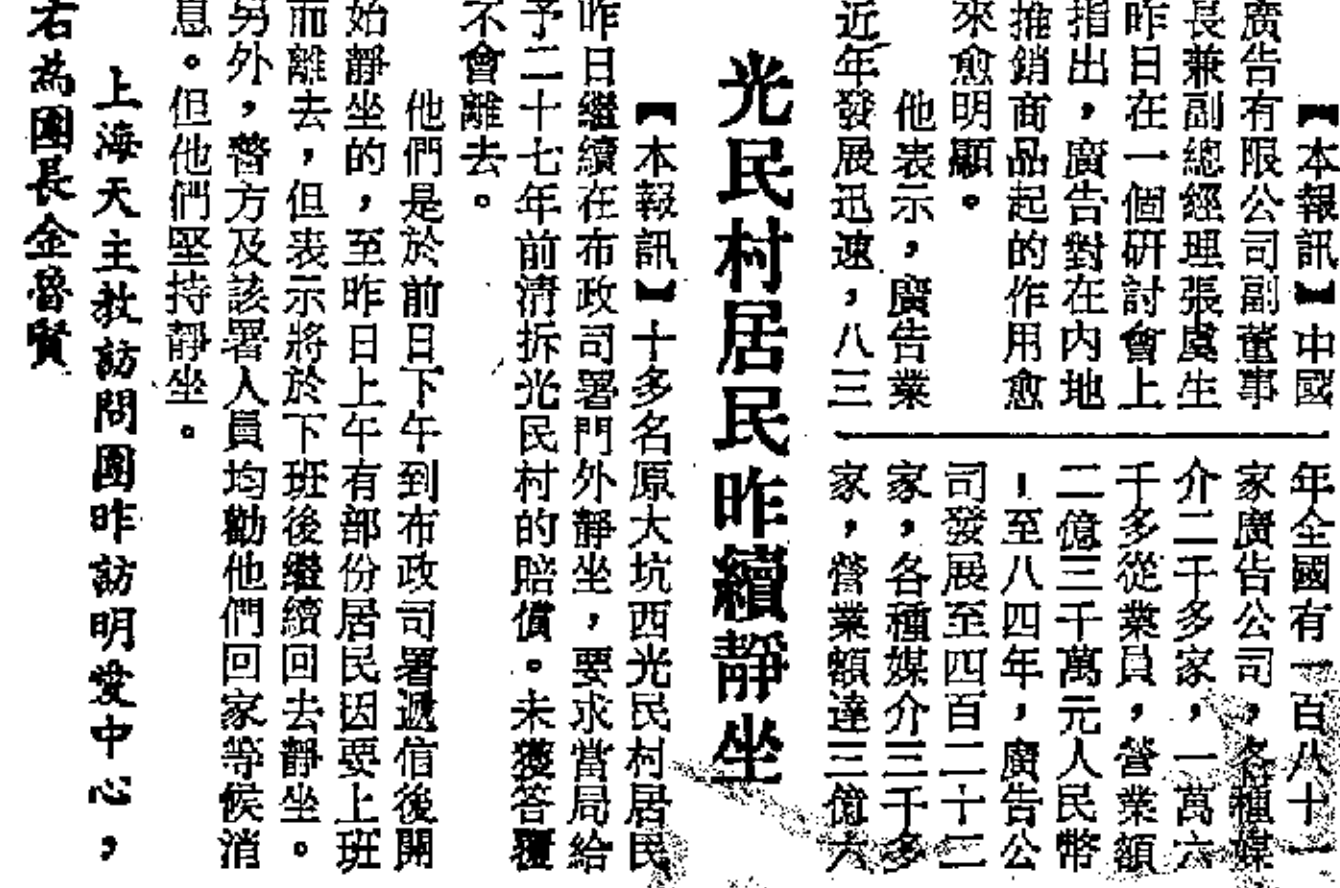 【本報訊】中國
廣告有限公司副董事
長兼副總經理張虞生
昨日在一個研討會上
指出，廣告對在內地
推銷商品起的作用愈
來愈明顯。
他表示，廣告業
近年發展迅速，八三
年全國有一百八十一
家廣告公司，各種媒
介二千多家，一萬六
千多從業員，營業額
二億三千萬元人民幣
，至八四年，廣告公
司發展至四百二十二
家，各種媒介三千多
家，營業額達三億六
光民村居民昨續靜坐
【本報訊】十多名原大坑西光民村居民
昨日繼續在布政司署門外靜坐，要求當局給
予二十七年前清拆光民村的賠償。未獲答覆
不會離去。
他們是於前日下午到布政司署遞信後開
始靜坐的，至昨日上午有部份居民因要上班
而離去，但表示將於下班後繼續回去靜坐。
另外，警方及該署人員均勸他們回家等候消
息。但他們堅持靜坐。
上海天主教訪問團昨訪明愛中心，
右為團長金魯賢